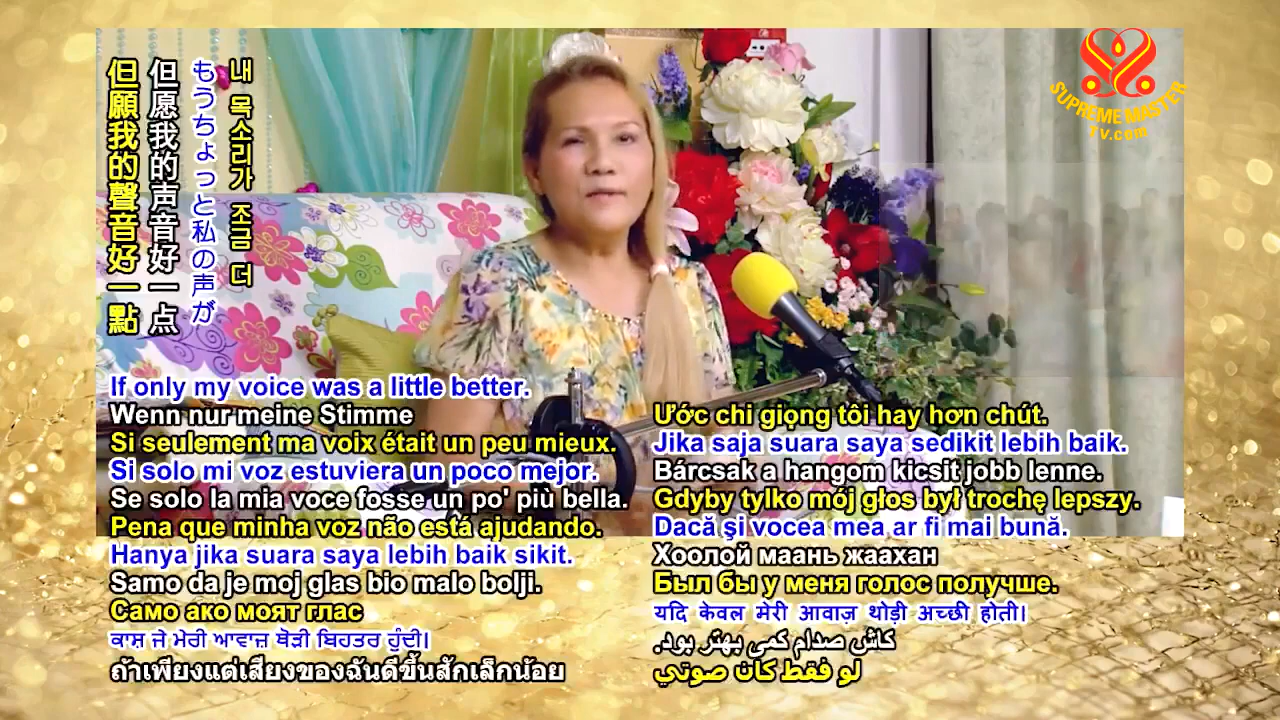 但願我的聲音好一點
但愿我的声音好一点
もうちょっと私の声が
내 목소리가 조금 더
SUPREME MASTER
TV.com
If only my voice was a little better.
Wenn nur meine Stimme
Si seulement ma voix était un peu mieux.
Si solo mi voz estuviera un poco mejor.
Se solo la mia voce fosse un po' più bella.
Pena que minha voz não está ajudando.
Hanya jika suara saya lebih baik sikit.
Samo da je moj glas bio malo bolji.
Само ако моят глас
ਕਾਸ਼ ਜੇ ਮੇਰੀ ਆਵਾਜ਼ ਥੋੜੀ ਬਿਹਤਰ ਹੁੰਦੀ।
ถ้าเพียงแต่เสียงของฉันดีขึ้นสักเล็กน้อย
Ước chi giọng tôi hay hơn chút.
Jika saja suara saya sedikit lebih baik.
Bárcsak a hangom kicsit jobb lenne.
Gdyby tylko mój głos był trochę lepszy.
Dacă şi vocea mea ar fi mai bună.
Хоолой маань жаахан
Был бы у меня голос получше.
यदि केवल मेरी आवाज़ थोड़ी अच्छी होती।
کاش صدام کمی بهتر بود.
لو فقط كان صوتي